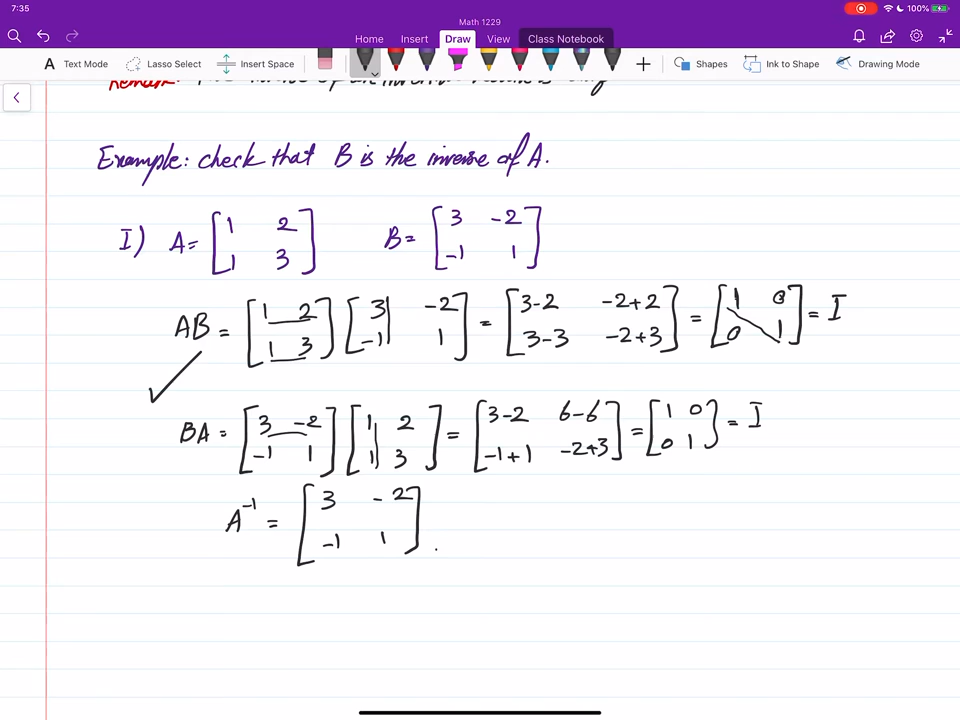 7:35
100%
Math 1229
Home Insert Draw View Class Notebook
A Text Mode Lasso Select Insert Space + Shapes Ink to Shape Drawing Mode
Remark:
Example: check that B is the inverse of A.
I) A = [1 2; 1 3] B = [3 -2; -1 1]
AB = [1 2; 1 3] [3 -2; -1 1] = [3-2 -2+2; 3-3 -2+3] = [1 0; 0 1] = I
BA = [3 -2; -1 1] [1 2; 1 3] = [3-2 6-6; -1+1 -2+3] = [1 0; 0 1] = I
A⁻¹ = [3 -2; -1 1].